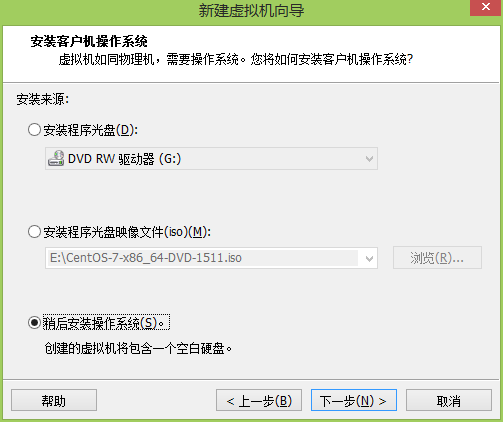 新建虚拟机向导
安装客户机操作系统
虚拟机如同物理机，需要操作系统。您将如何安装客户机操作系统?
安装来源:
安装程序光盘(D):
DVD RW 驱动器 (G:)
安装程序光盘映像文件(iso)(M):
E:\CentOS-7-x86_64-DVD-1511.iso
浏览(R)...
稍后安装操作系统(S)。
创建的虚拟机将包含一个空白硬盘。
帮助
< 上一步(B)
下一步(N) >
取消